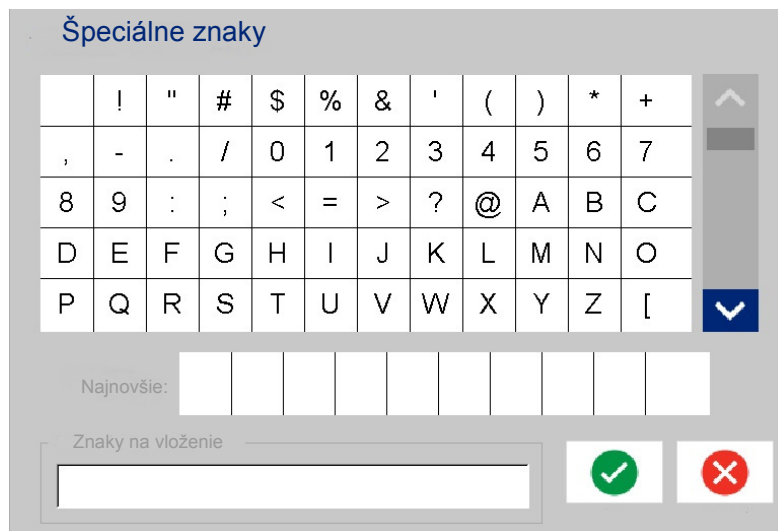 Špeciálne znaky
! " # $ % & ' ( ) * +
, - . / 0 1 2 3 4 5 6 7
8 9 : ; < = > ? @ A B C
D E F G H I J K L M N O
P Q R S T U V W X Y Z [
Najnovšie:
Znaky na vloženie